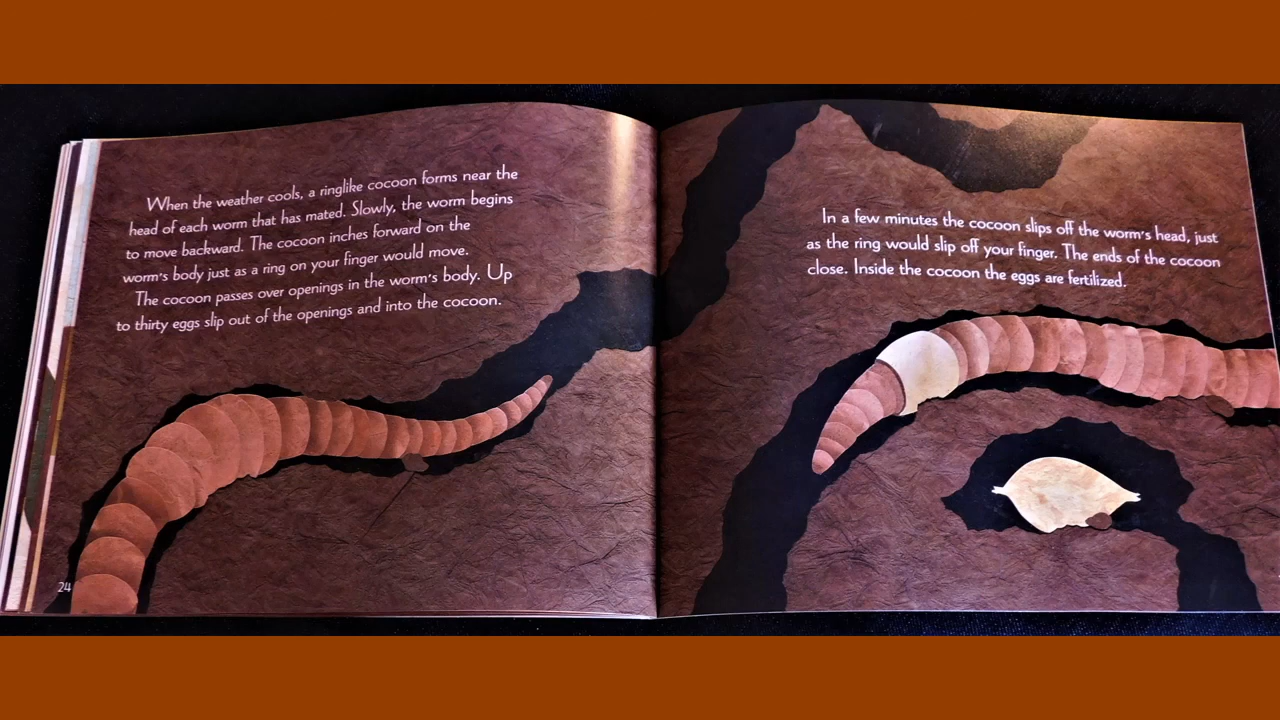 When the weather cools, a ringlike cocoon forms near the
head of each worm that has mated. Slowly, the worm begins
to move backward. The cocoon inches forward on the
worm's body just as a ring on your finger would move.
The cocoon passes over openings in the worm's body. Up
to thirty eggs slip out of the openings and into the cocoon.
24
In a few minutes the cocoon slips off the worm's head, just
as the ring would slip off your finger. The ends of the cocoon
close. Inside the cocoon the eggs are fertilized.